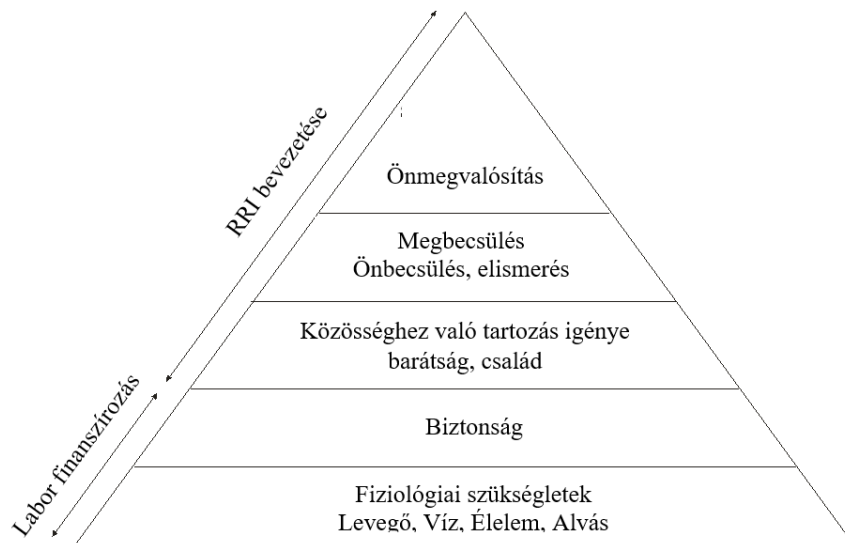 RRI bevezetése
Labor finanszírozás
Önmegvalósítás
Megbecsülés
Önbecsülés, elismerés
Közösséghez való tartozás igénye
barátság, család
Biztonság
Fiziológiai szükségletek
Levegő, Víz, Élelem, Alvás